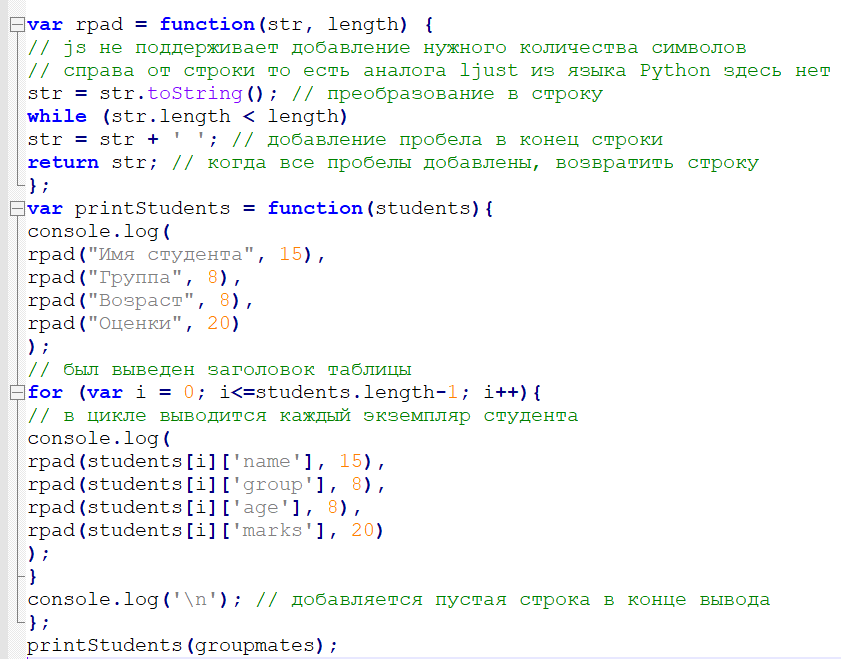 var rpad = function(str, length) {
// js не поддерживает добавление нужного количества символов
// справа от строки то есть аналога ljust из языка Python здесь нет
str = str.toString(); // преобразование в строку
while (str.length < length)
str = str + ' '; // добавление пробела в конец строки
return str; // когда все пробелы добавлены, возвратить строку
};
var printStudents = function(students){
console.log(
rpad("Имя студента", 15),
rpad("Группа", 8),
rpad("Возраст", 8),
rpad("Оценки", 20)
);
// был выведен заголовок таблицы
for (var i = 0; i<=students.length-1; i++){
// в цикле выводится каждый экземпляр студента
console.log(
rpad(students[i]['name'], 15),
rpad(students[i]['group'], 8),
rpad(students[i]['age'], 8),
rpad(students[i]['marks'], 20)
);
}
console.log('\n'); // добавляется пустая строка в конце вывода
};
printStudents(groupmates);